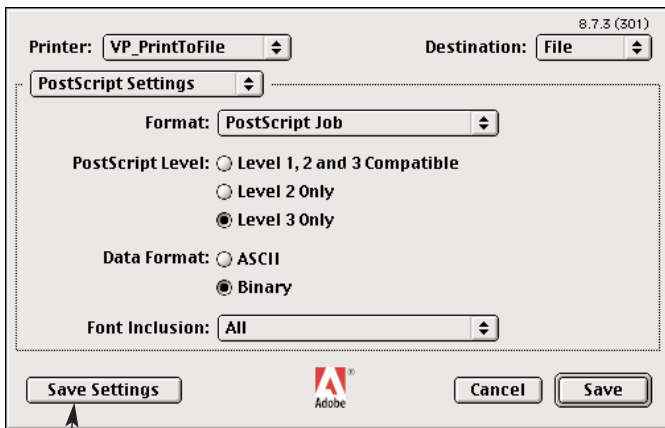 8.7.3 (301)
Printer: VP_PrintToFile Destination: File
PostScript Settings
Format: PostScript Job
PostScript Level: Level 1, 2 and 3 Compatible
Level 2 Only
Level 3 Only
Data Format: ASCII
Binary
Font Inclusion: All
Save Settings Adobe® Cancel Save